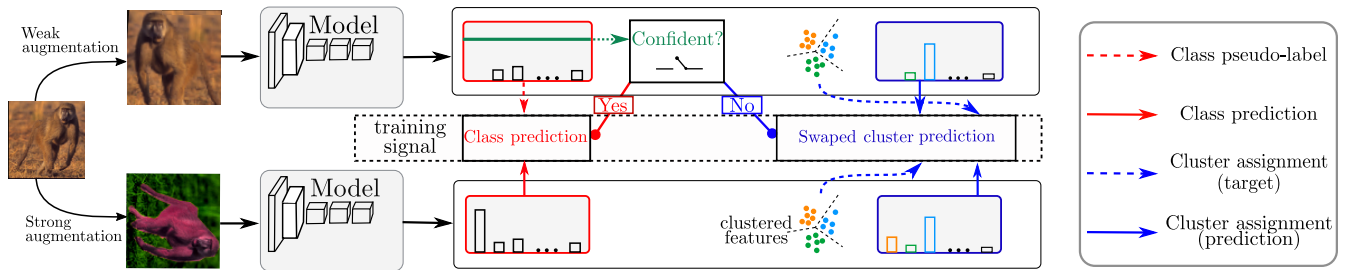 Weak
augmentation
Model
Confident?
Yes
No
training
signal
Class prediction
Swaped cluster prediction
Strong
augmentation
Model
clustered
features
Class pseudo-label
Class prediction
Cluster assignment
(target)
Cluster assignment
(prediction)